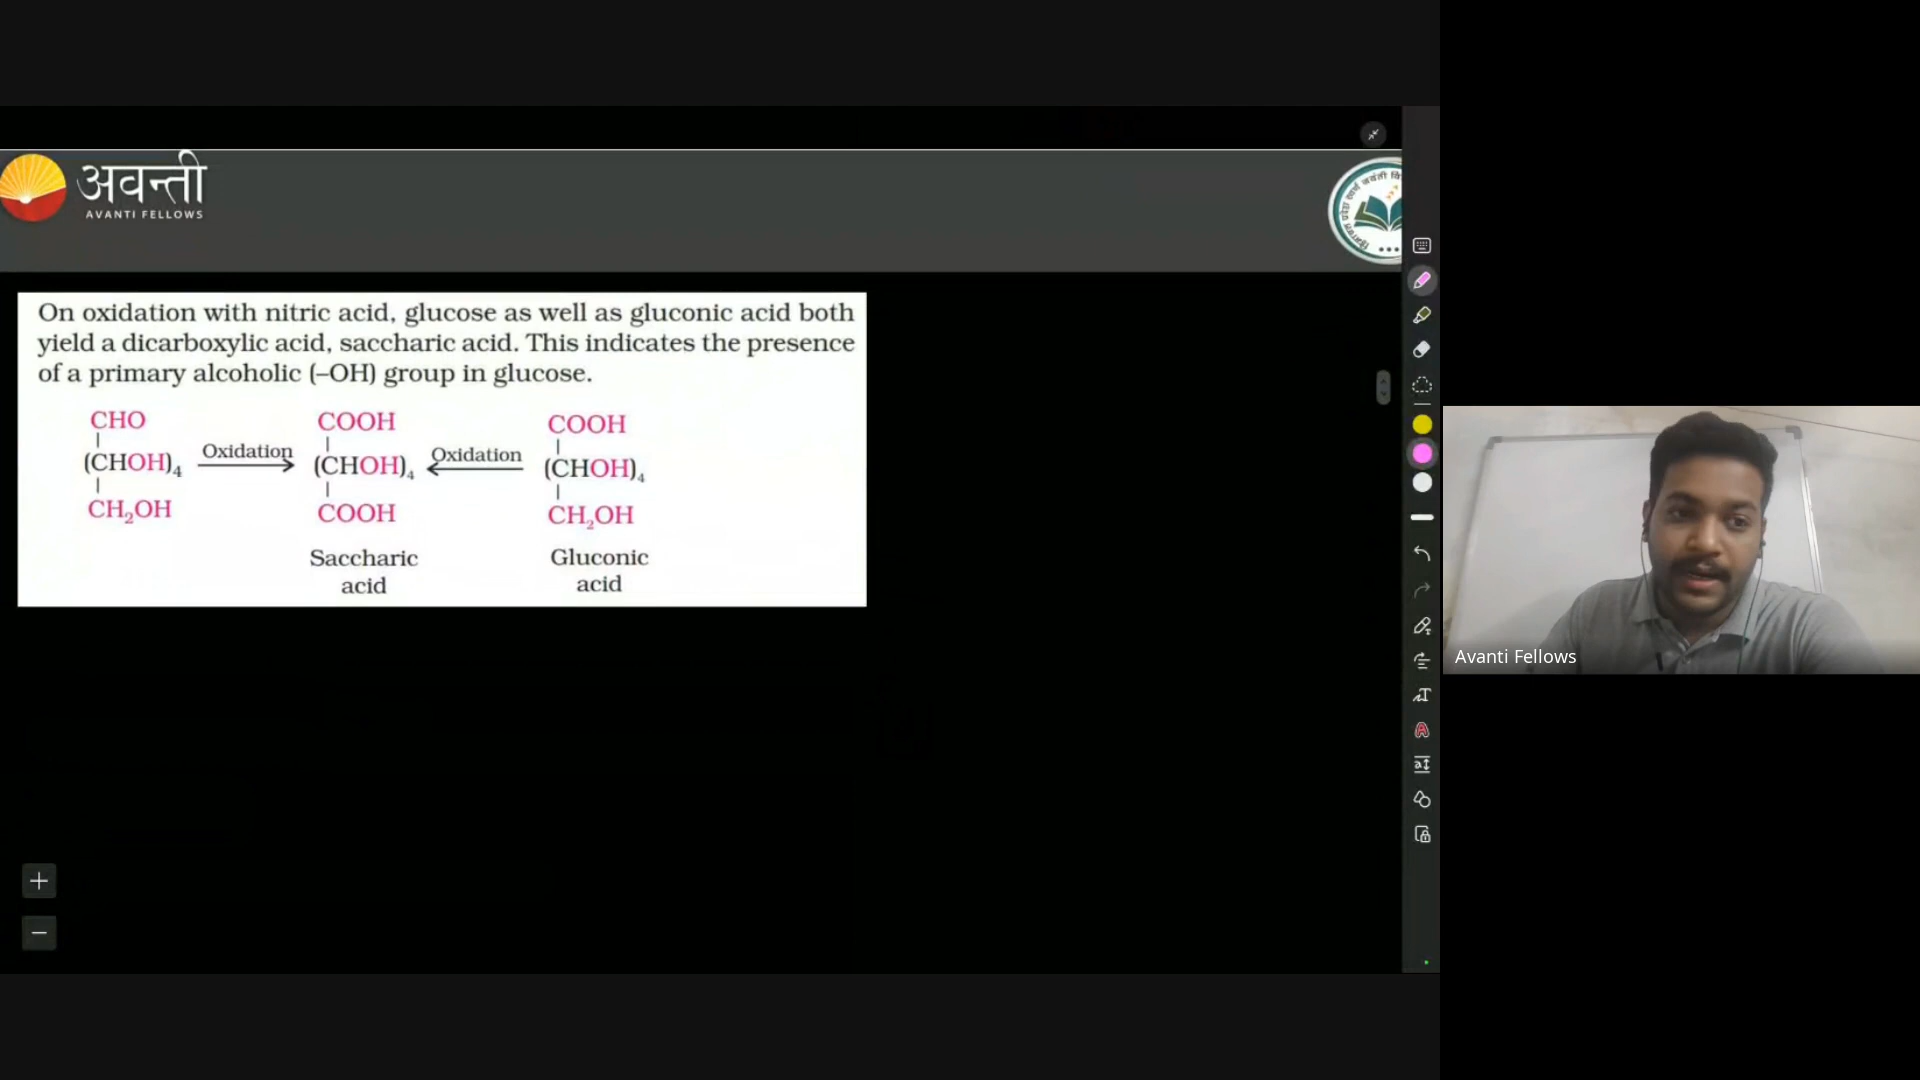 अवन्ती
AVANTI FELLOWS
On oxidation with nitric acid, glucose as well as gluconic acid both
yield a dicarboxylic acid, saccharic acid. This indicates the presence
of a primary alcoholic (–OH) group in glucose.
CHO
(CHOH)₄
CH₂OH
Oxidation
COOH
(CHOH)₄
COOH
Saccharic
acid
Oxidation
COOH
(CHOH)₄
CH₂OH
Gluconic
acid
Avanti Fellows